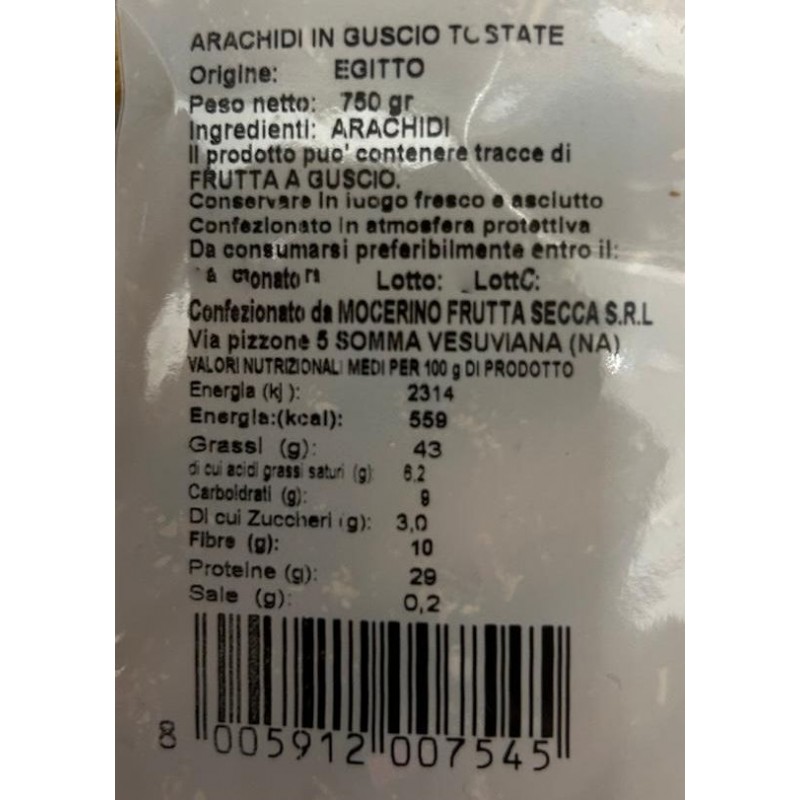 ARACHIDI IN GUSCIO TOSTATE
Origine: EGITTO
Peso netto: 750 gr
Ingredienti: ARACHIDI
Il prodotto puo' contenere tracce di
FRUTTA A GUSCIO.
Conservare in luogo fresco e asciutto
Confezionato in atmosfera protettiva
Da consumarsi preferibilmente entro il:
Lotto: LottC:
Confezionato da MOCERINO FRUTTA SECCA S.R.L
Via pizzone 5 SOMMA VESUVIANA (NA)
VALORI NUTRIZIONALI MEDI PER 100 g DI PRODOTTO
Energia (kj ): 2314
Energia:(kcal): 559
Grassi (g): 43
di cui acidi grassi saturi (g) 6.2
Carboidrati (g): 9
Di cui Zuccheri (g): 3,0
Fibre (g): 10
Proteine (g): 29
Sale (g): 0,2
8 005912 007545